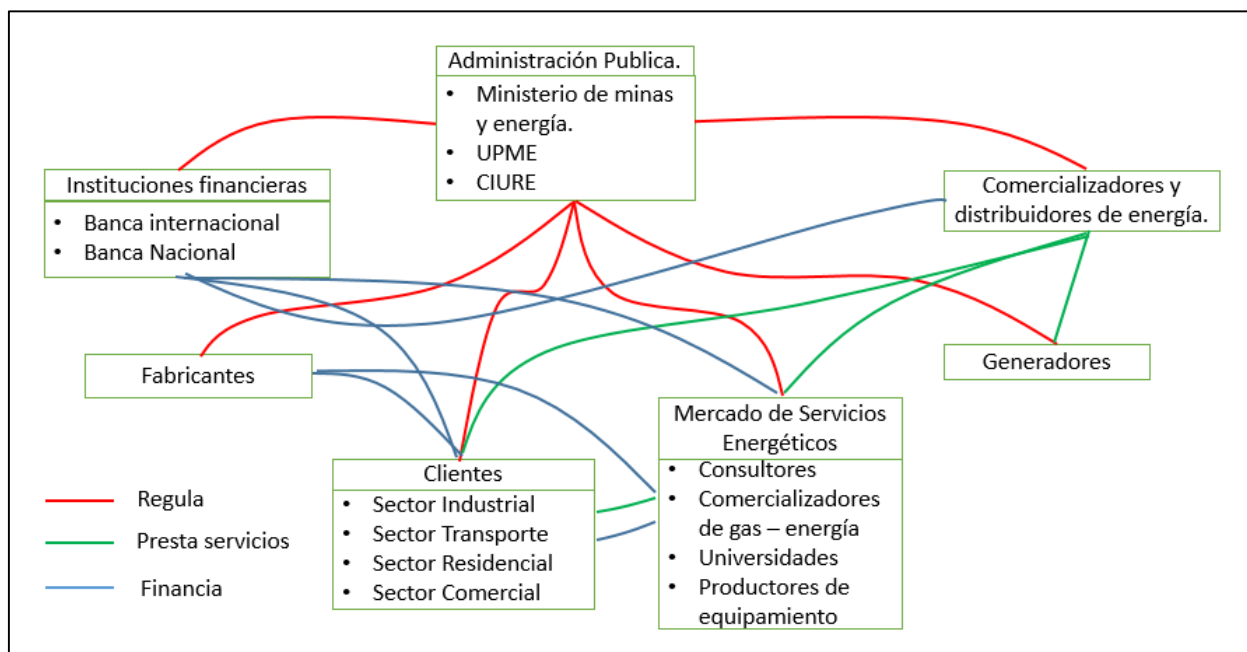 Administración Publica.
• Ministerio de minas
y energía.
• UPME
• CIURE
Instituciones financieras
• Banca internacional
• Banca Nacional
Comercializadores y
distribuidores de energía.
Fabricantes
Generadores
Clientes
• Sector Industrial
• Sector Transporte
• Sector Residencial
• Sector Comercial
Mercado de Servicios
Energéticos
• Consultores
• Comercializadores
de gas – energía
• Universidades
• Productores de
equipamiento
Regula
Presta servicios
Financia